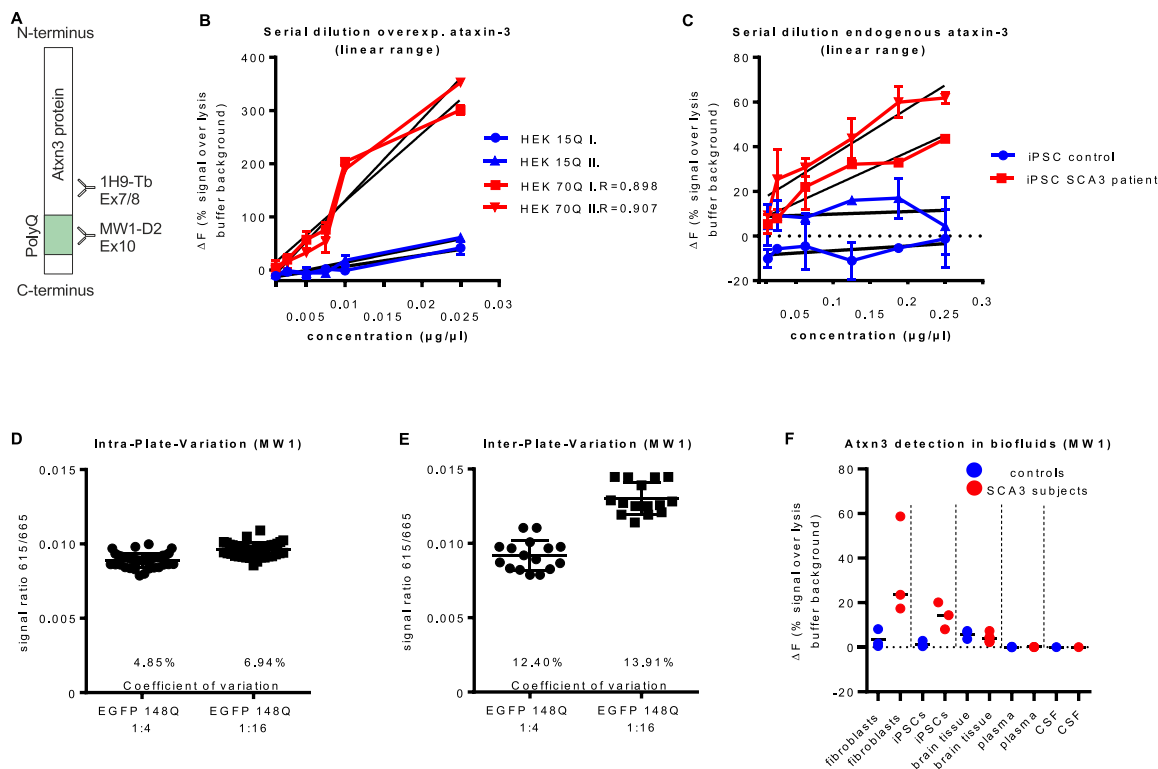 A
N-terminus
Atxn3 protein
1H9-Tb
Ex7/8
PolyQ
MW1-D2
Ex10
C-terminus
B
Serial dilution overexp. ataxin-3
(linear range)
ΔF (% signal over lysis
buffer background)
400
300
200
100
0
0.005
0.01
0.015
0.02
0.025
0.03
concentration (µg/µl)
HEK 15Q I.
HEK 15Q II.
HEK 70Q I. R=0.898
HEK 70Q II. R=0.907
C
Serial dilution endogenous ataxin-3
(linear range)
ΔF (% signal over lysis
buffer background)
80
60
40
20
0
-20
0.05
0.1
0.15
0.2
0.25
0.3
concentration (µg/µl)
iPSC control
iPSC SCA3 patient
D
Intra-Plate-Variation (MW1)
signal ratio 615/665
0.015
0.010
0.005
0.000
4.85%
6.94%
Coefficient of variation
EGFP 148Q
1:4
EGFP 148Q
1:16
E
Inter-Plate-Variation (MW1)
signal ratio 615/665
0.015
0.010
0.005
0.000
12.40%
13.91%
Coefficient of variation
EGFP 148Q
1:4
EGFP 148Q
1:16
F
Atxn3 detection in biofluids (MW1)
ΔF (% signal over lysis
buffer background)
80
60
40
20
0
-20
controls
SCA3 subjects
fibroblasts
fibroblasts
iPSCs
iPSCs
brain tissue
brain tissue
plasma
plasma
CSF
CSF